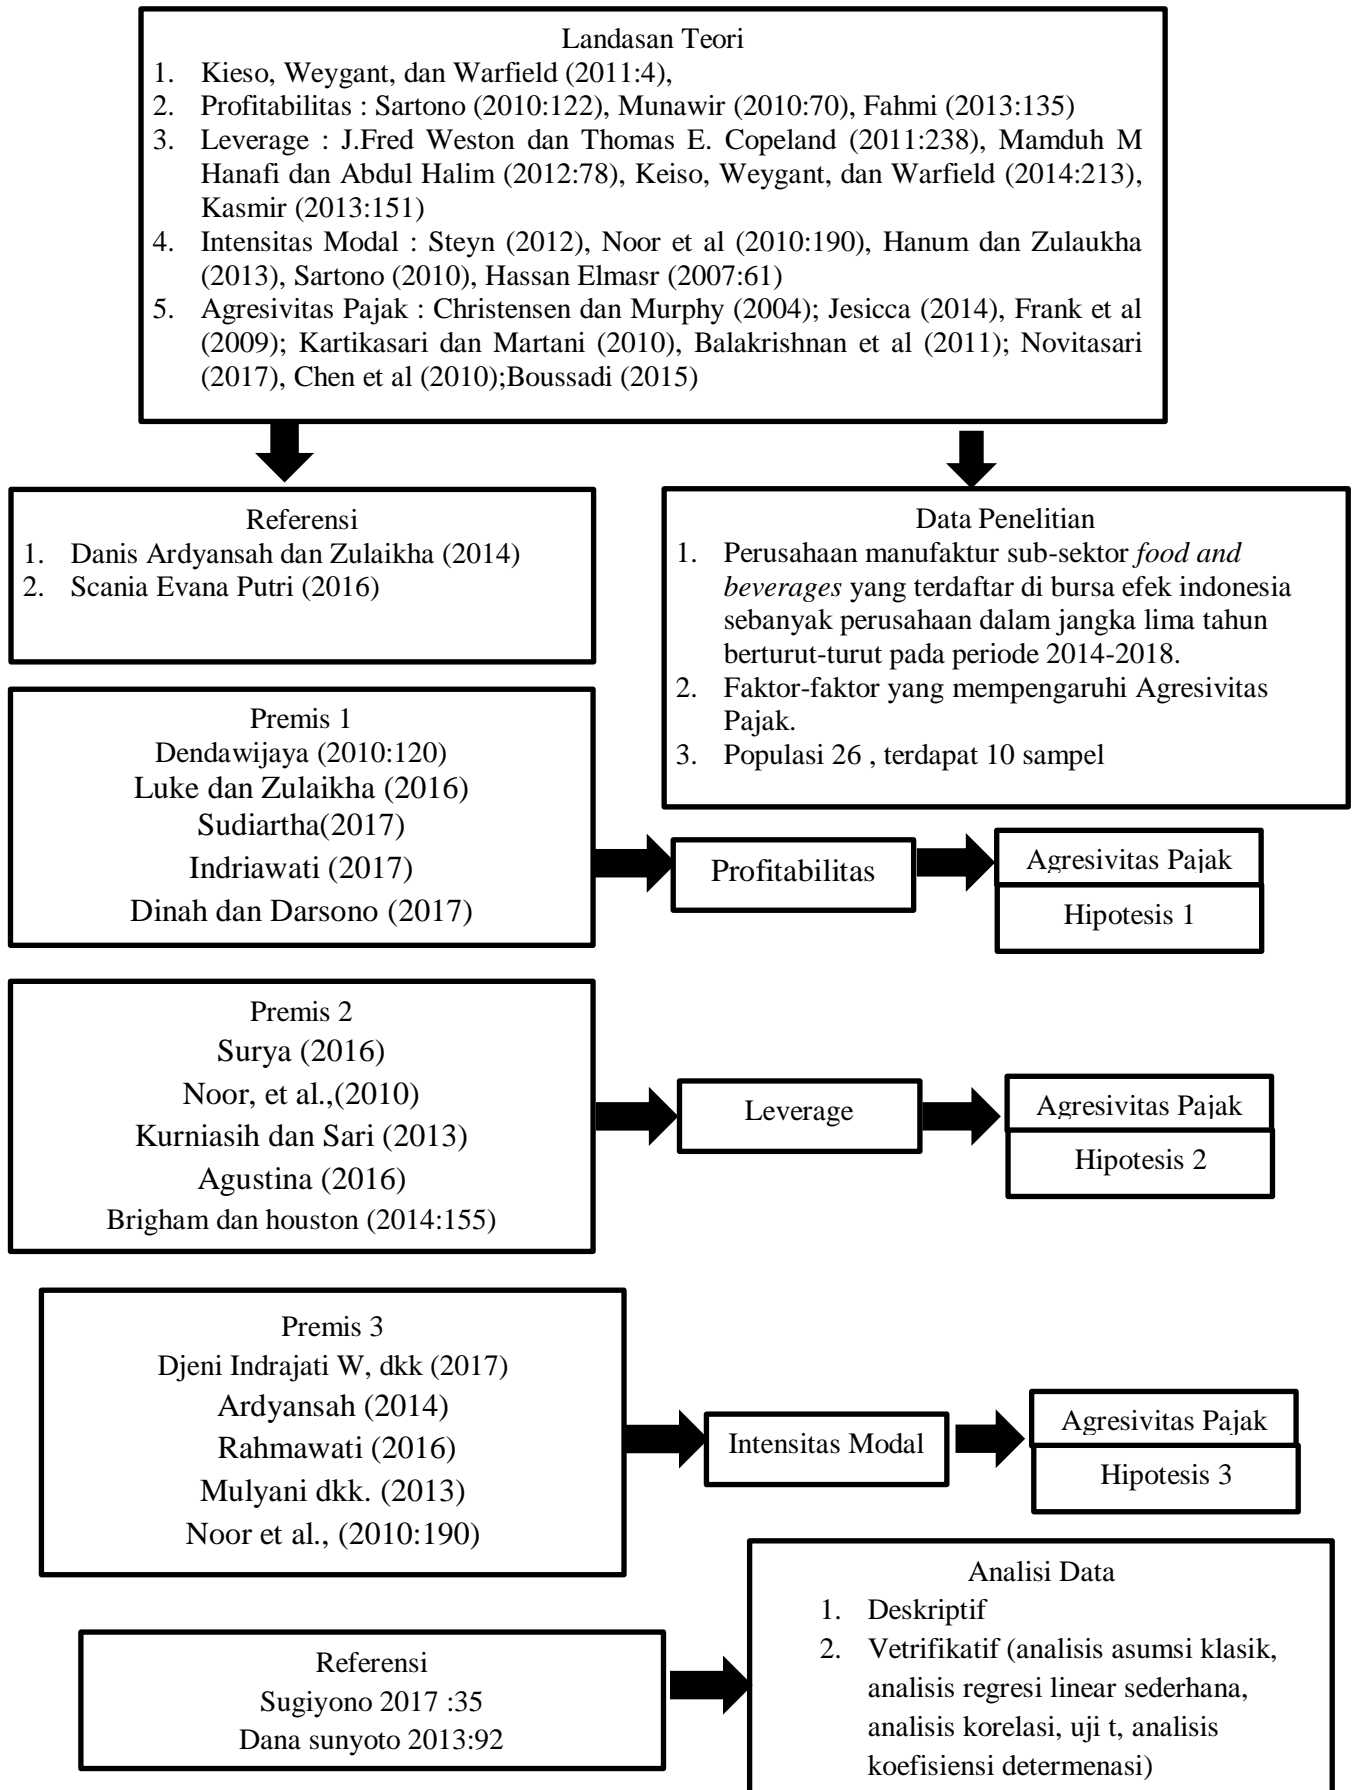 Landasan Teori
1. Kieso, Weygant, dan Warfield (2011:4),
2. Profitabilitas : Sartono (2010:122), Munawir (2010:70), Fahmi (2013:135)
3. Leverage : J.Fred Weston dan Thomas E. Copeland (2011:238), Mamduh M
Hanafi dan Abdul Halim (2012:78), Keiso, Weygant, dan Warfield (2014:213),
Kasmir (2013:151)
4. Intensitas Modal : Steyn (2012), Noor et al (2010:190), Hanum dan Zulaukha
(2013), Sartono (2010), Hassan Elmasr (2007:61)
5. Agresivitas Pajak : Christensen dan Murphy (2004); Jesicca (2014), Frank et al
(2009); Kartikasari dan Martani (2010), Balakrishnan et al (2011); Novitasari
(2017), Chen et al (2010);Boussadi (2015)
Referensi
1. Danis Ardyansah dan Zulaikha (2014)
2. Scania Evana Putri (2016)
Data Penelitian
1. Perusahaan manufaktur sub-sektor food and
beverages yang terdaftar di bursa efek indonesia
sebanyak perusahaan dalam jangka lima tahun
berturut-turut pada periode 2014-2018.
2. Faktor-faktor yang mempengaruhi Agresivitas
Pajak.
3. Populasi 26 , terdapat 10 sampel
Premis 1
Dendawijaya (2010:120)
Luke dan Zulaikha (2016)
Sudiartha(2017)
Indriawati (2017)
Dinah dan Darsono (2017)
Profitabilitas
Agresivitas Pajak
Hipotesis 1
Premis 2
Surya (2016)
Noor, et al.,(2010)
Kurniasih dan Sari (2013)
Agustina (2016)
Brigham dan houston (2014:155)
Leverage
Agresivitas Pajak
Hipotesis 2
Premis 3
Djeni Indrajati W, dkk (2017)
Ardyansah (2014)
Rahmawati (2016)
Mulyani dkk. (2013)
Noor et al., (2010:190)
Intensitas Modal
Agresivitas Pajak
Hipotesis 3
Referensi
Sugiyono 2017 :35
Dana sunyoto 2013:92
Analisi Data
1. Deskriptif
2. Vetrifikatif (analisis asumsi klasik,
analisis regresi linear sederhana,
analisis korelasi, uji t, analisis
koefisiensi determenasi)